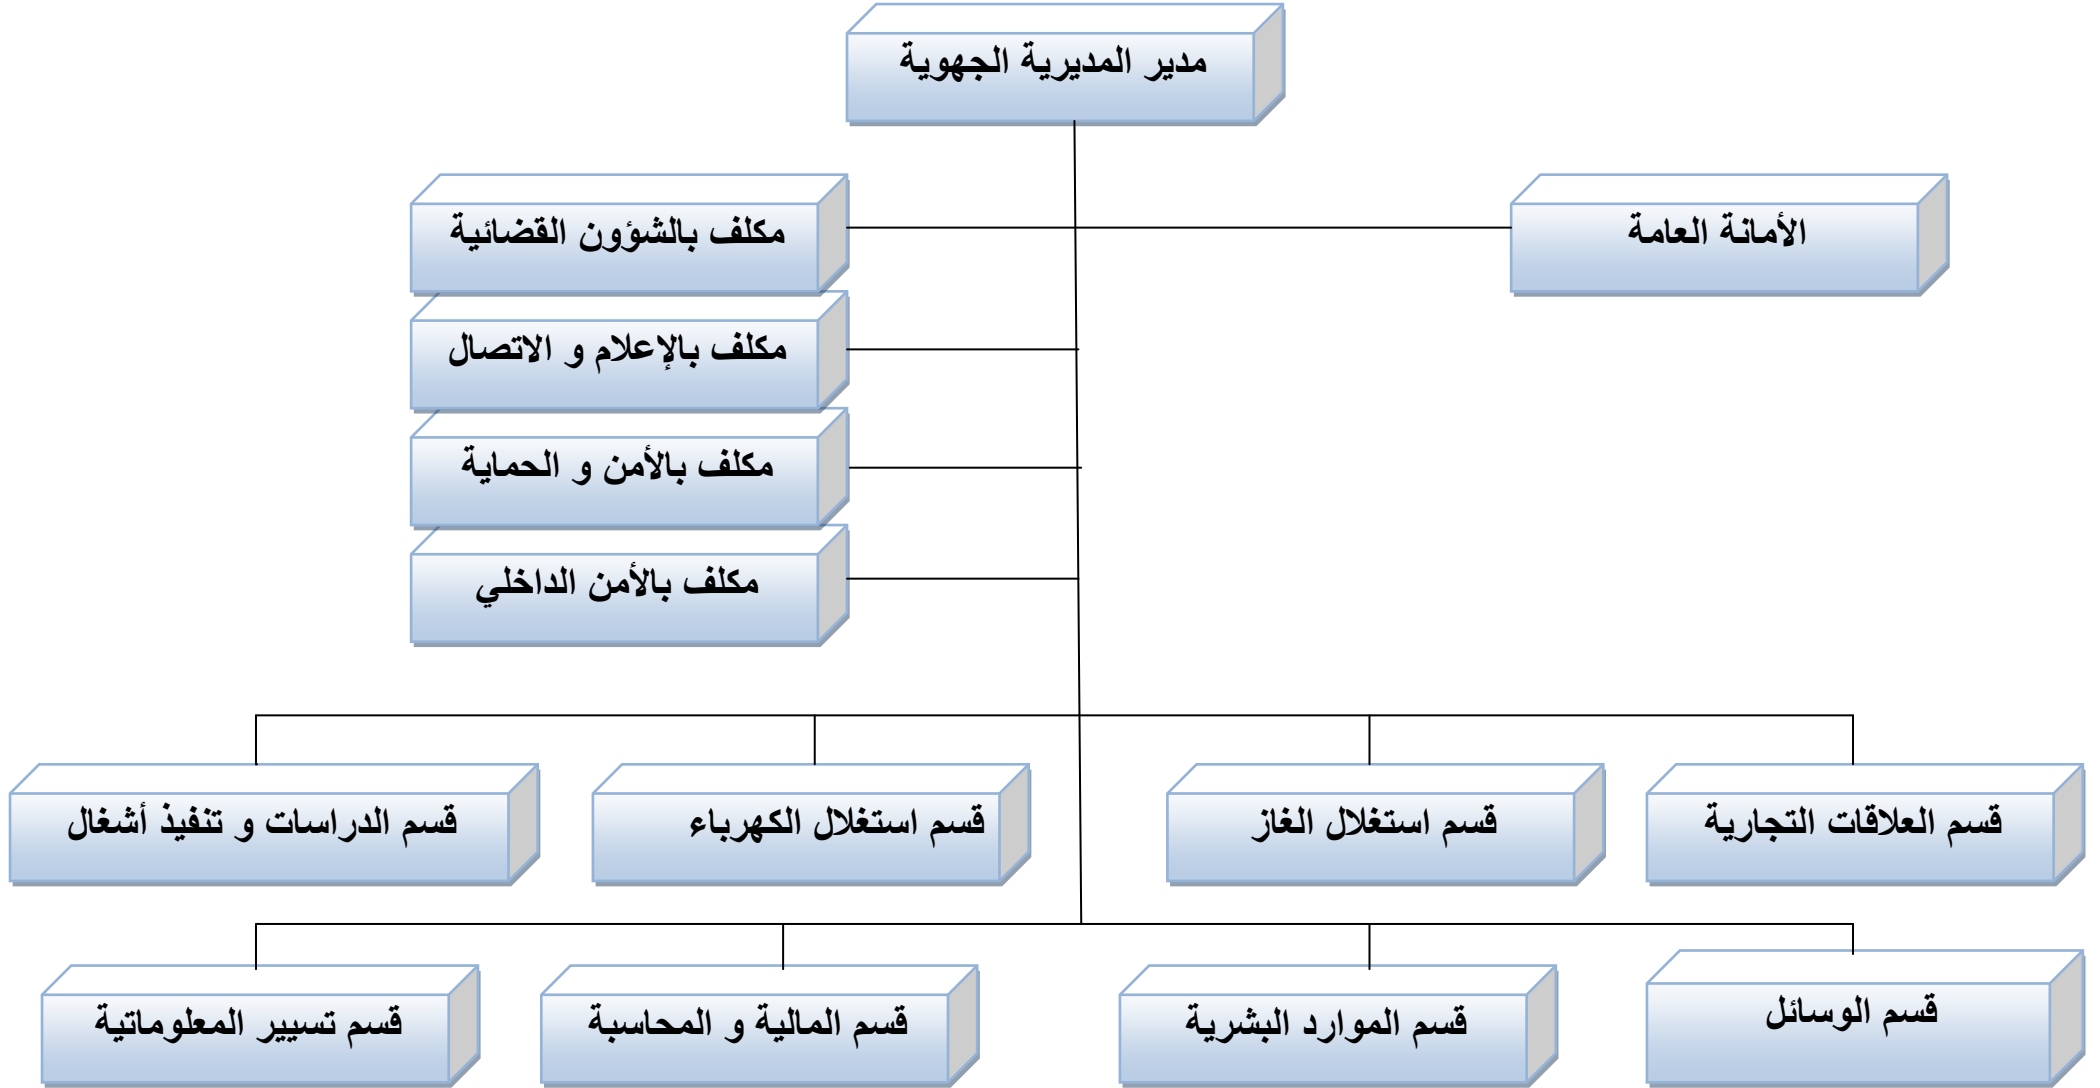 مدير المديرية الجهوية
الأمانة العامة
مكلف بالشؤون القضائية
مكلف بالإعلام و الاتصال
مكلف بالأمن و الحماية
مكلف بالأمن الداخلي
قسم العلاقات التجارية
قسم استغلال الغاز
قسم استغلال الكهرباء
قسم الدراسات و تنفيذ أشغال
قسم الوسائل
قسم الموارد البشرية
قسم المالية و المحاسبة
قسم تسيير المعلوماتية